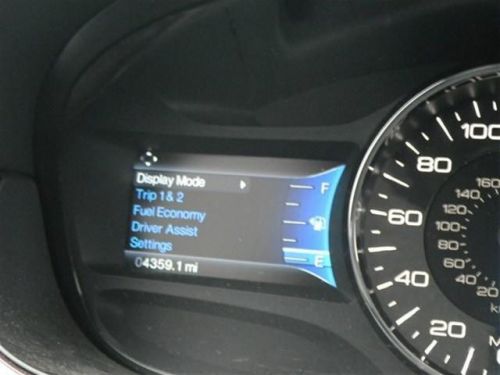 Display Mode
Trip 1 & 2
Fuel Economy
Driver Assist
Settings
04359.1 mi
F
E
100
80
60
40
20
160
140
120
100
80
60
40
20